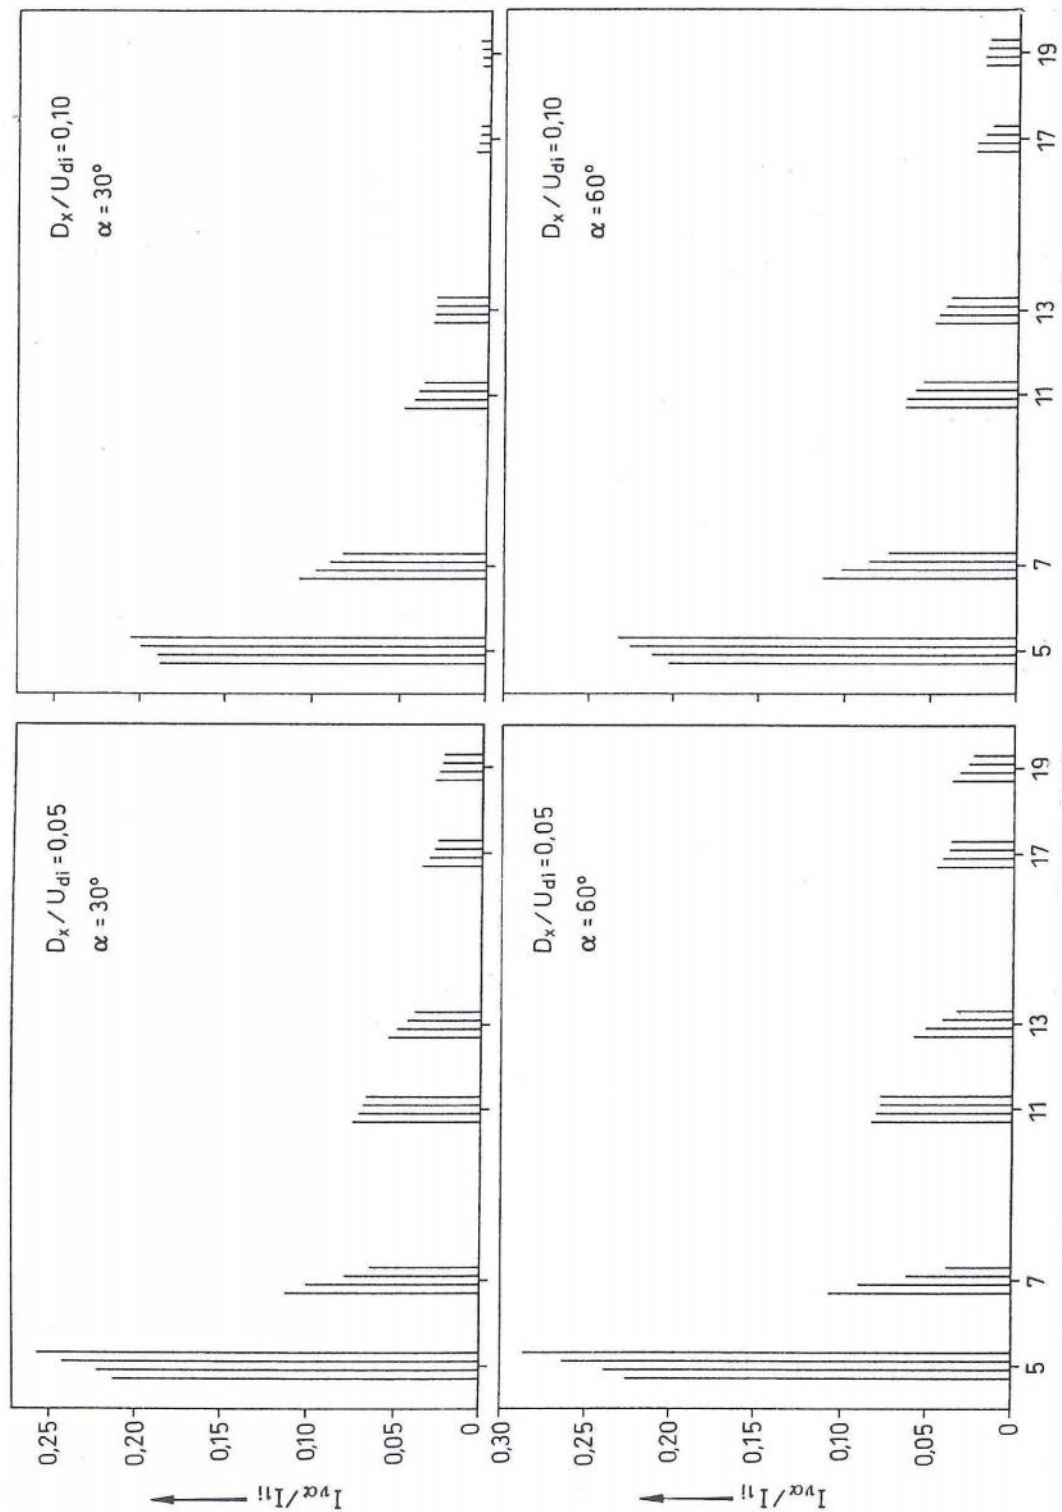 D_x / U_di = 0,05
α = 30°
D_x / U_di = 0,10
α = 30°
0,25
0,20
0,15
0,10
0,05
0
I_να / I_1i
D_x / U_di = 0,05
α = 60°
D_x / U_di = 0,10
α = 60°
0,30
0,25
0,20
0,15
0,10
0,05
0
I_να / I_1i
5 7 11 13 17 19 5 7 11 13 17 19